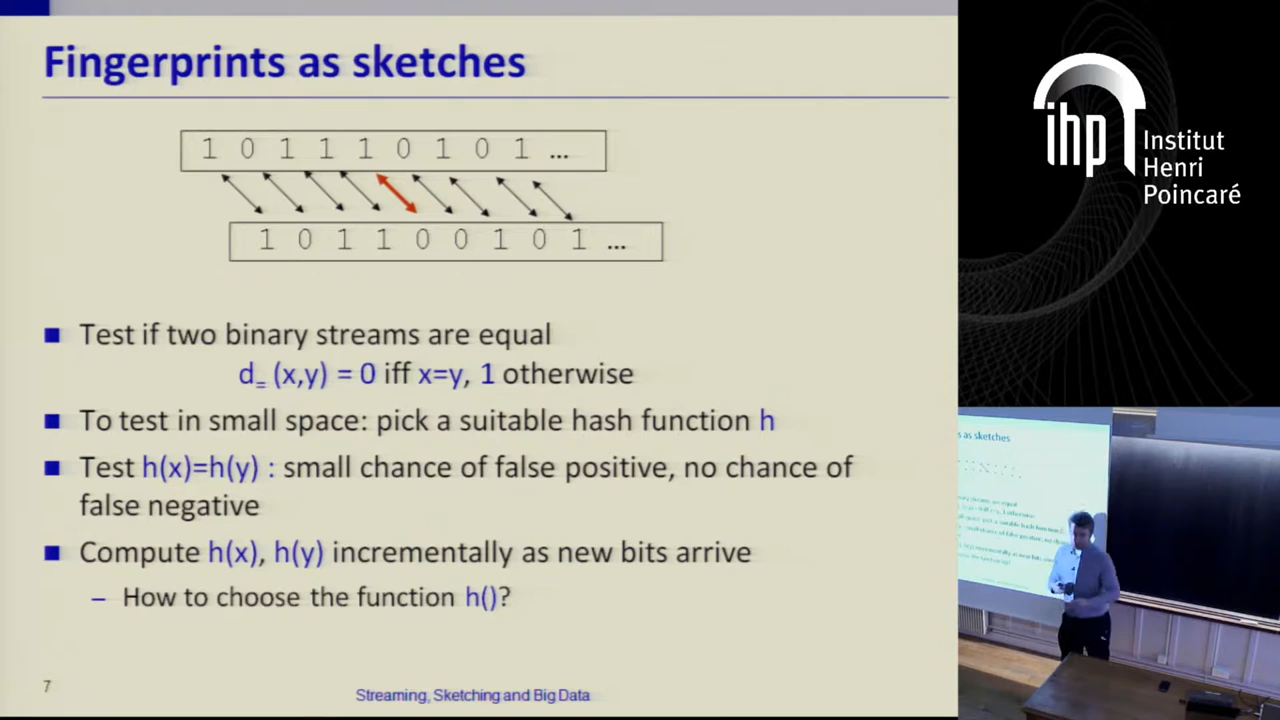 Fingerprints as sketches
1 0 1 1 1 0 1 0 1 ...
1 0 1 1 0 0 1 0 1 ...
Test if two binary streams are equal
d= (x,y) = 0 iff x=y, 1 otherwise
To test in small space: pick a suitable hash function h
Test h(x)=h(y) : small chance of false positive, no chance of
false negative
Compute h(x), h(y) incrementally as new bits arrive
– How to choose the function h()?
7
Streaming, Sketching and Big Data
ihp
Institut
Henri
Poincaré
s as sketches